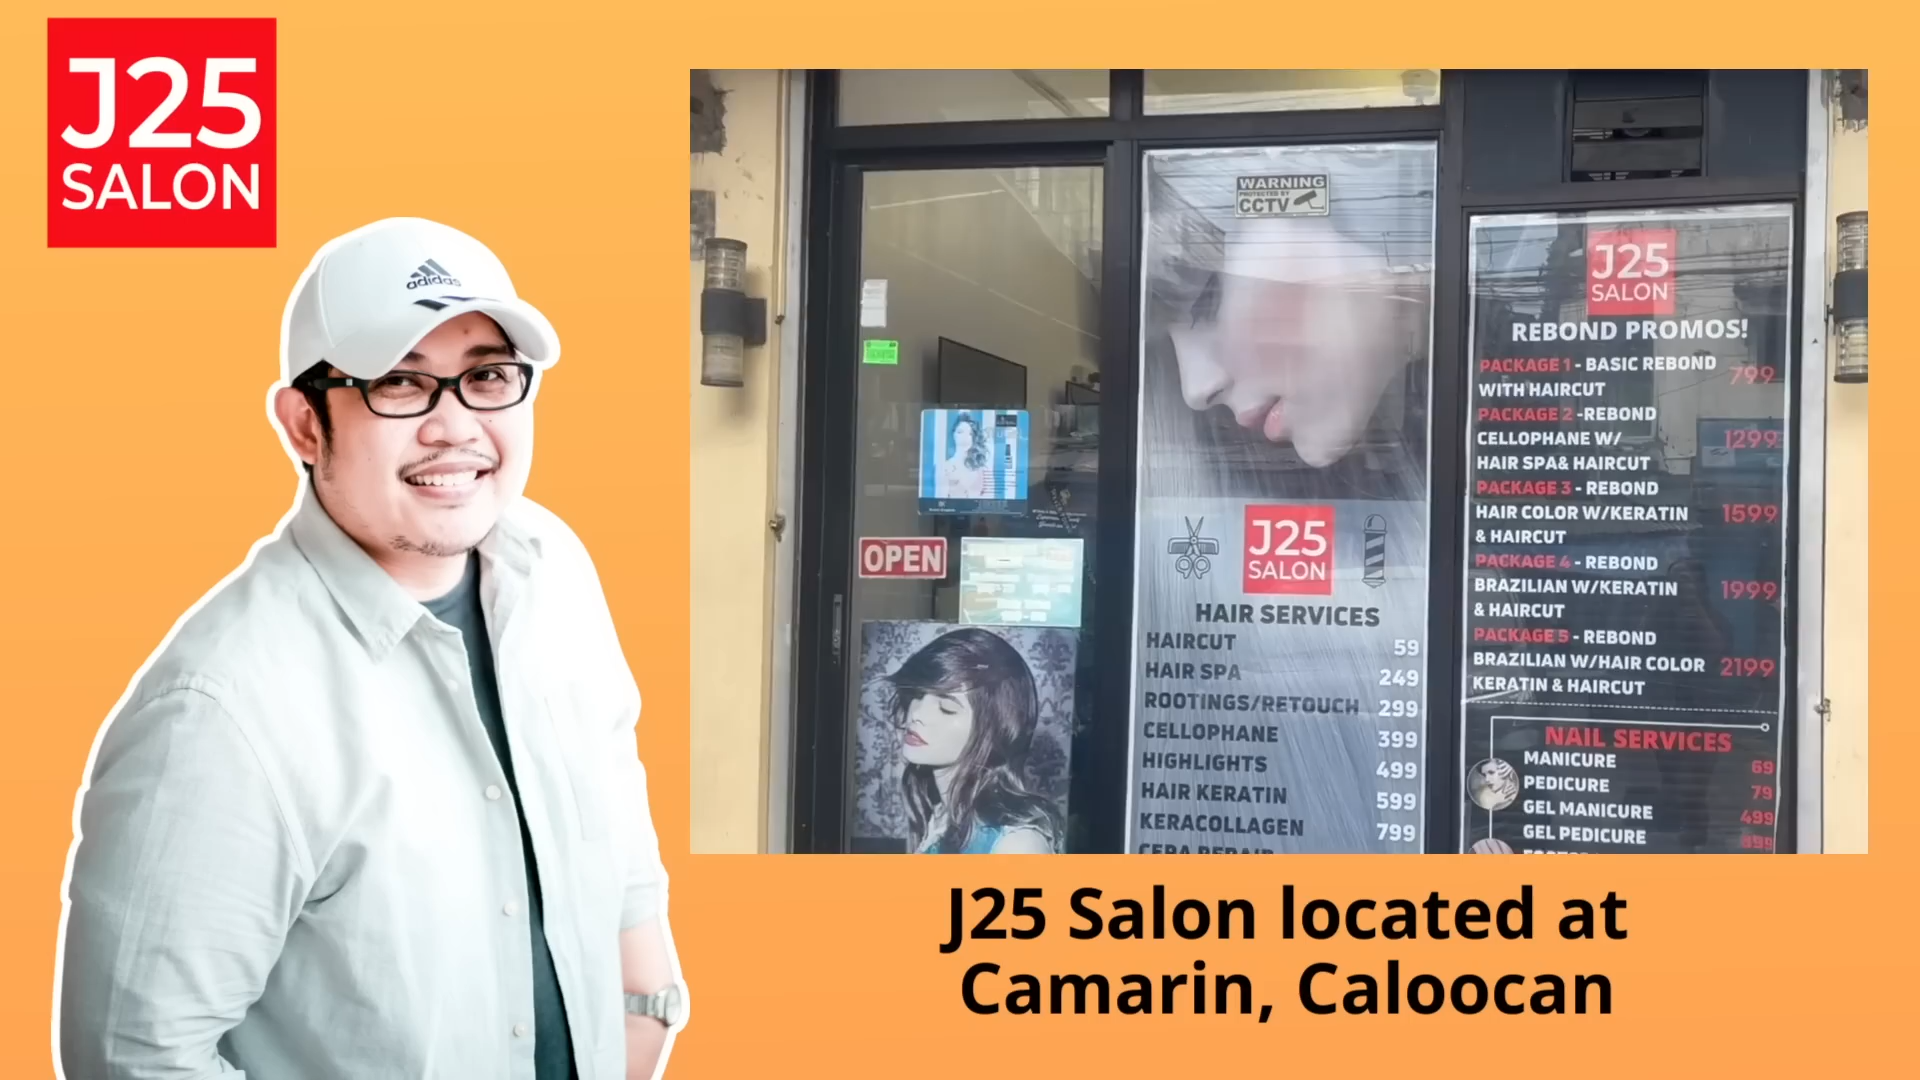 J25
SALON
adidas
WARNING
PROTECTED BY
CCTV
OPEN
J25
SALON
HAIR SERVICES
HAIRCUT 59
HAIR SPA 249
ROOTINGS/RETOUCH 299
CELLOPHANE 399
HIGHLIGHTS 499
HAIR KERATIN 599
KERACOLLAGEN 799
J25
SALON
REBOND PROMOS!
PACKAGE 1 - BASIC REBOND 799
WITH HAIRCUT
PACKAGE 2 -REBOND
CELLOPHANE W/ 1299
HAIR SPA& HAIRCUT
PACKAGE 3 - REBOND
HAIR COLOR W/KERATIN 1599
& HAIRCUT
PACKAGE 4 - REBOND
BRAZILIAN W/KERATIN 1999
& HAIRCUT
PACKAGE 5 - REBOND
BRAZILIAN W/HAIR COLOR 2199
KERATIN & HAIRCUT
NAIL SERVICES
MANICURE 69
PEDICURE 79
GEL MANICURE 499
GEL PEDICURE
J25 Salon located at
Camarin, Caloocan